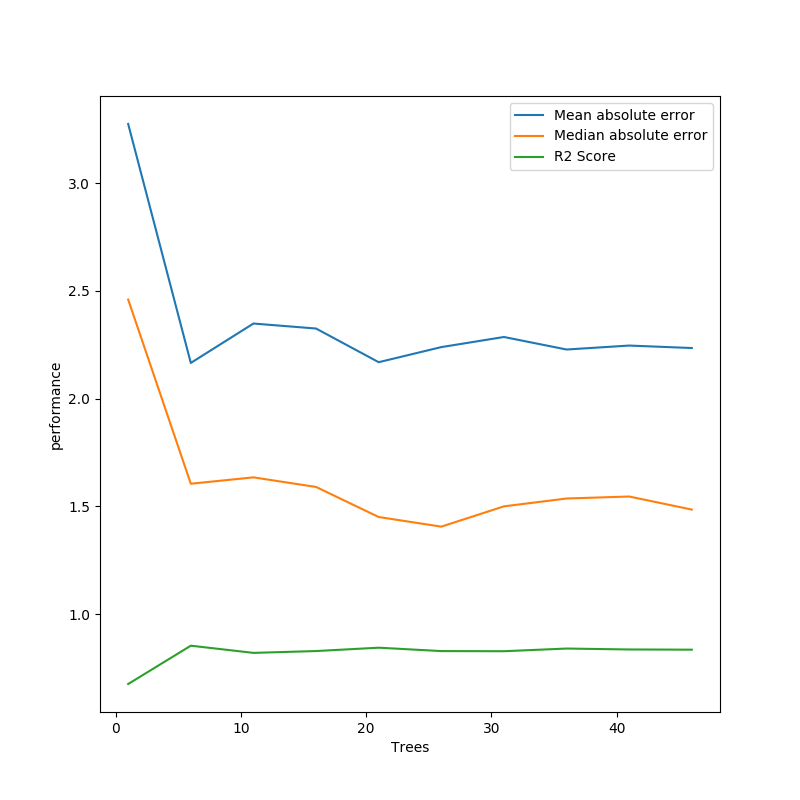 Mean absolute error
Median absolute error
R2 Score
3.0
2.5
2.0
1.5
1.0
performance
0 10 20 30 40
Trees